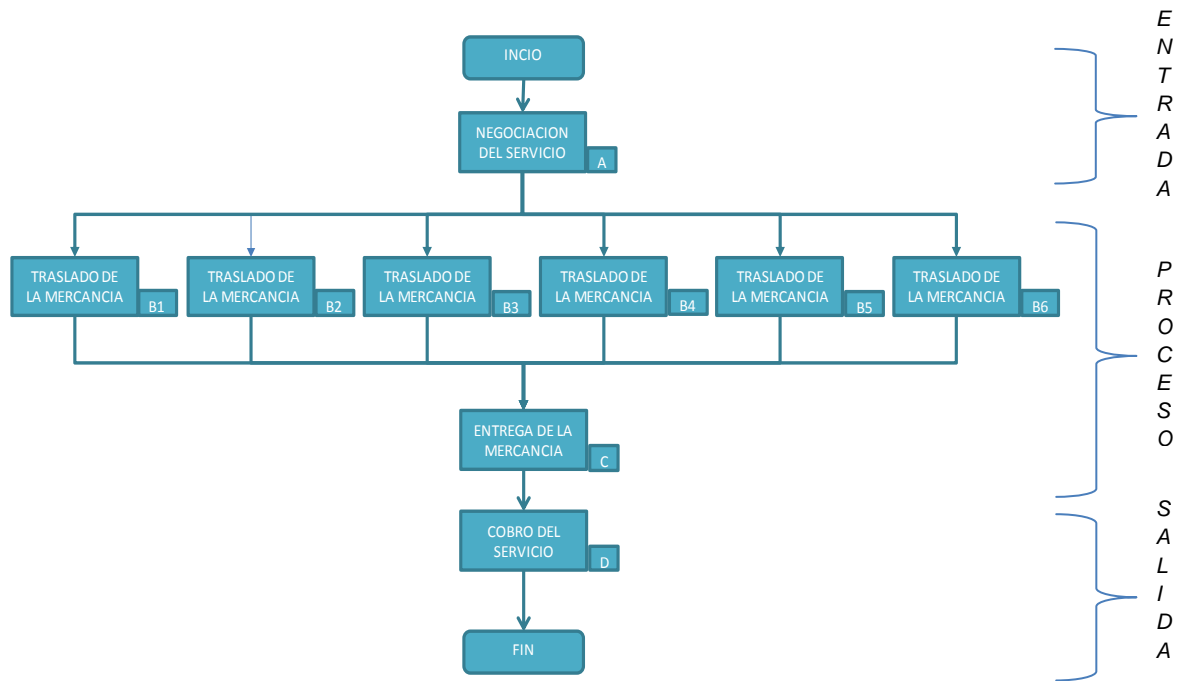 INCIO
NEGOCIACION
DEL SERVICIO
A
TRASLADO DE
LA MERCANCIA
B1
TRASLADO DE
LA MERCANCIA
B2
TRASLADO DE
LA MERCANCIA
B3
TRASLADO DE
LA MERCANCIA
B4
TRASLADO DE
LA MERCANCIA
B5
TRASLADO DE
LA MERCANCIA
B6
ENTREGA DE LA
MERCANCIA
C
COBRO DEL
SERVICIO
D
FIN
ENTRADA
PROCESO
SALIDA